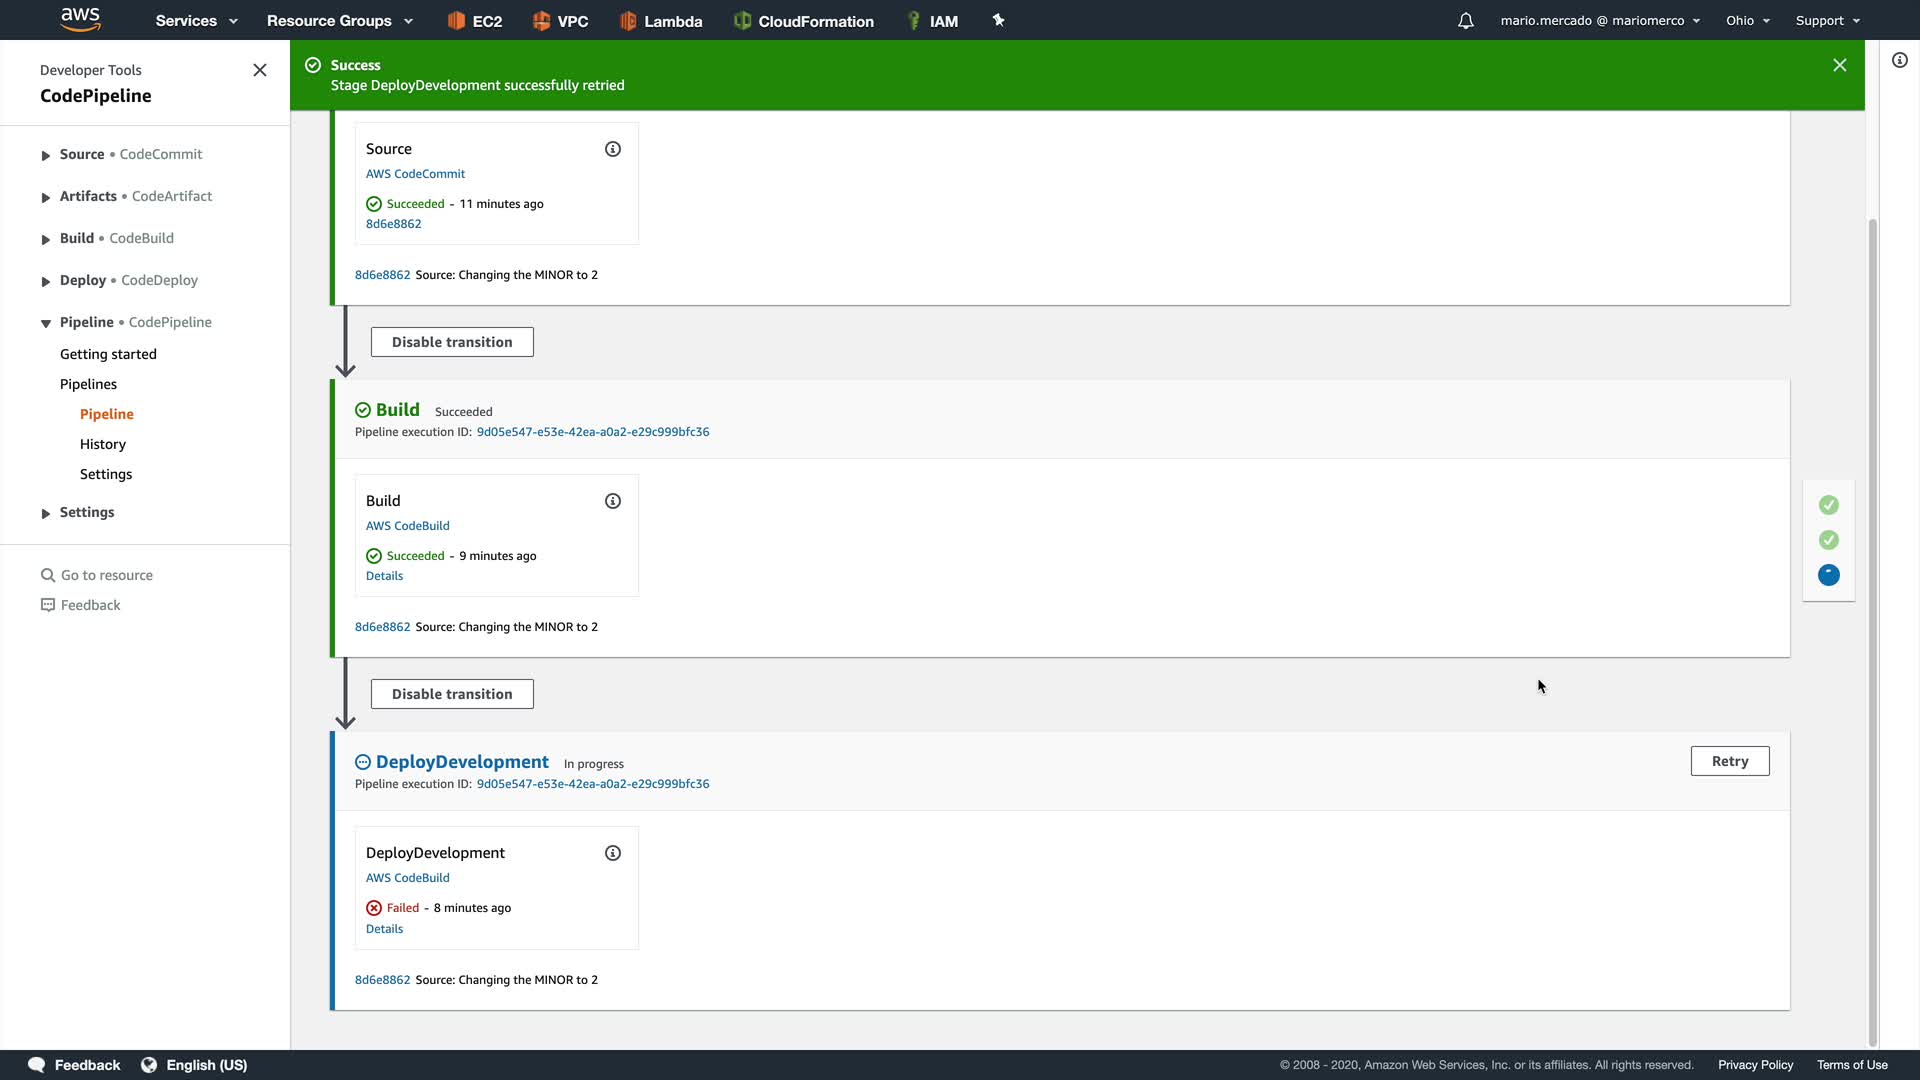 aws
Services
Resource Groups
EC2
VPC
Lambda
CloudFormation
IAM
mario.mercado @ mariomerco
Ohio
Support
Developer Tools
CodePipeline
Source • CodeCommit
Artifacts • CodeArtifact
Build • CodeBuild
Deploy • CodeDeploy
Pipeline • CodePipeline
Getting started
Pipelines
Pipeline
History
Settings
Settings
Go to resource
Feedback
Success
Stage DeployDevelopment successfully retried
Source
AWS CodeCommit
Succeeded - 11 minutes ago
8d6e8862
8d6e8862 Source: Changing the MINOR to 2
Disable transition
Build Succeeded
Pipeline execution ID: 9d05e547-e53e-42ea-a0a2-e29c999bfc36
Build
AWS CodeBuild
Succeeded - 9 minutes ago
Details
8d6e8862 Source: Changing the MINOR to 2
Disable transition
DeployDevelopment In progress
Retry
Pipeline execution ID: 9d05e547-e53e-42ea-a0a2-e29c999bfc36
DeployDevelopment
AWS CodeBuild
Failed - 8 minutes ago
Details
8d6e8862 Source: Changing the MINOR to 2
Feedback
English (US)
© 2008 - 2020, Amazon Web Services, Inc. or its affiliates. All rights reserved.
Privacy Policy
Terms of Use